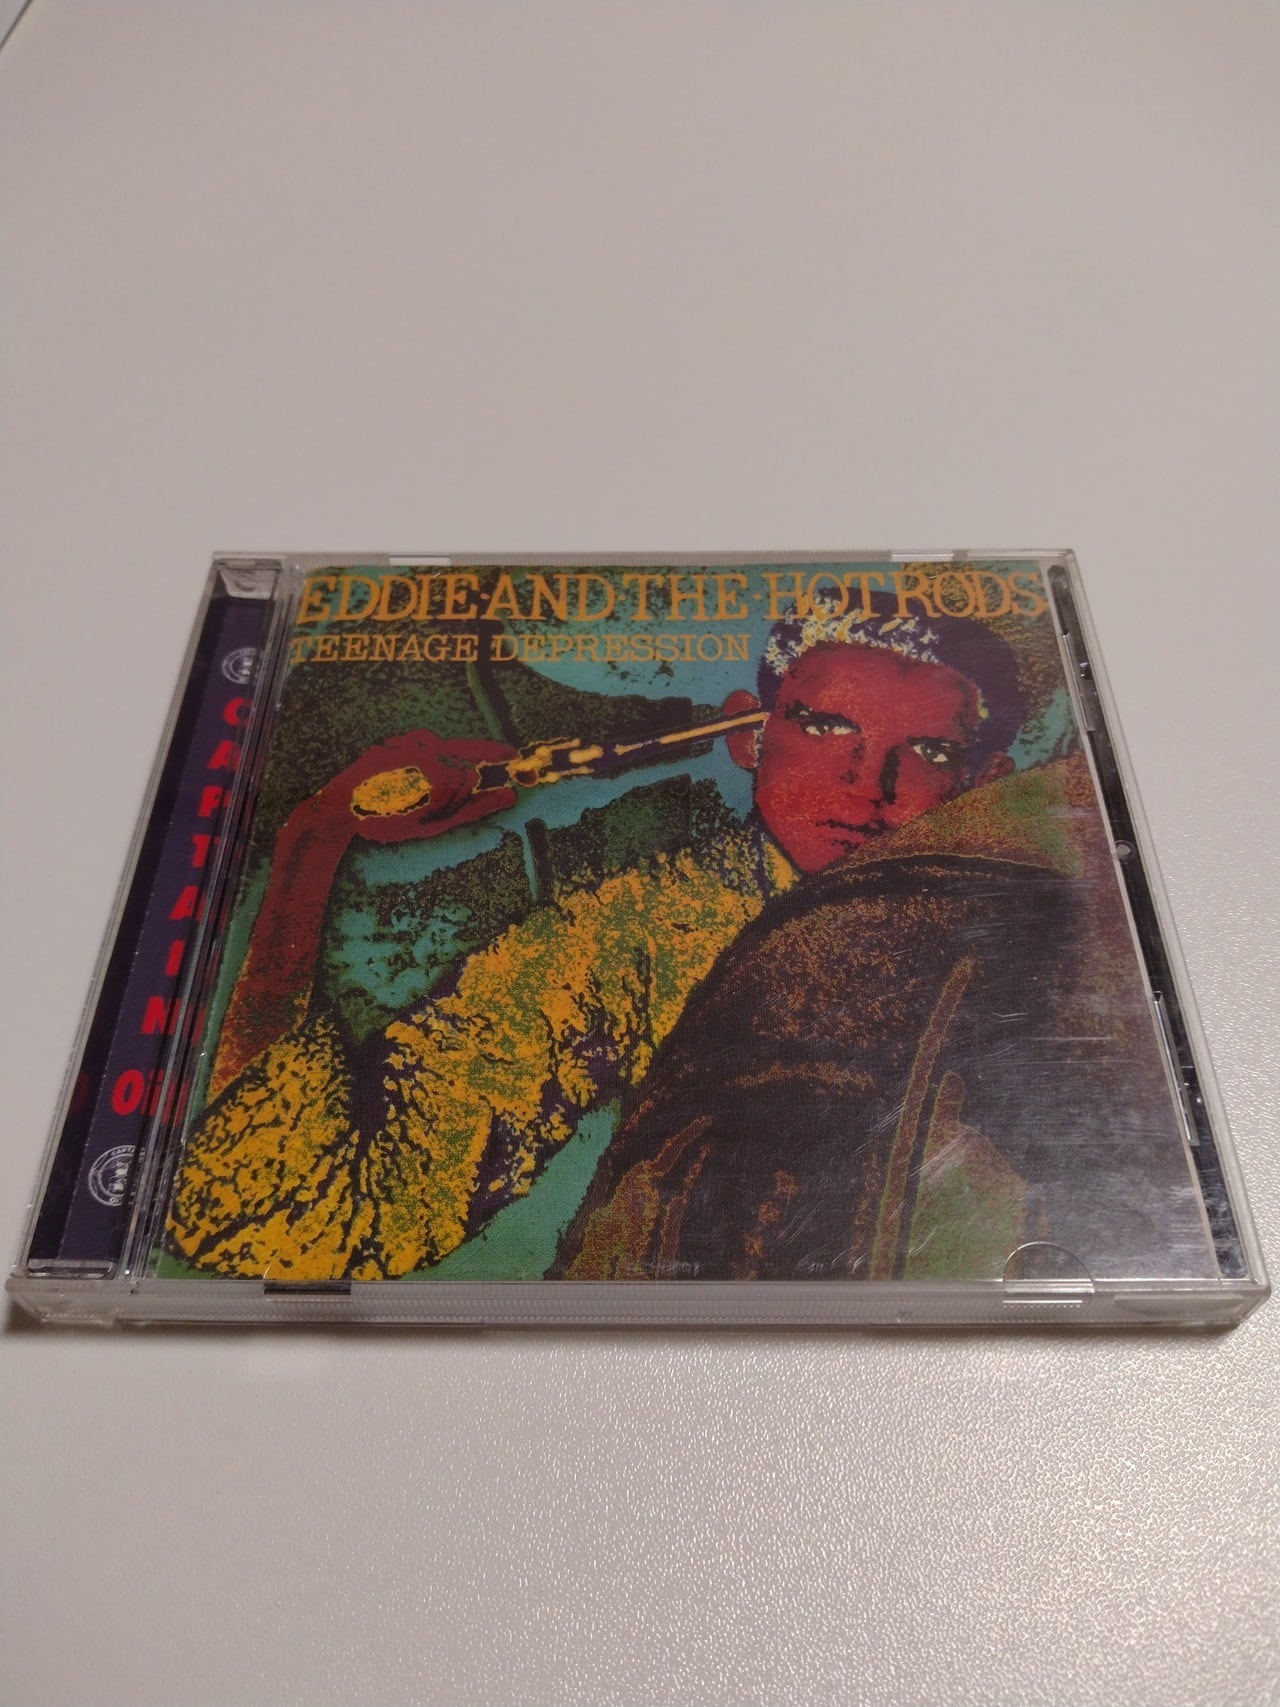 EDDIE·AND·THE·HOT RODS
TEENAGE DEPRESSION
CAPTAIN
Oi!